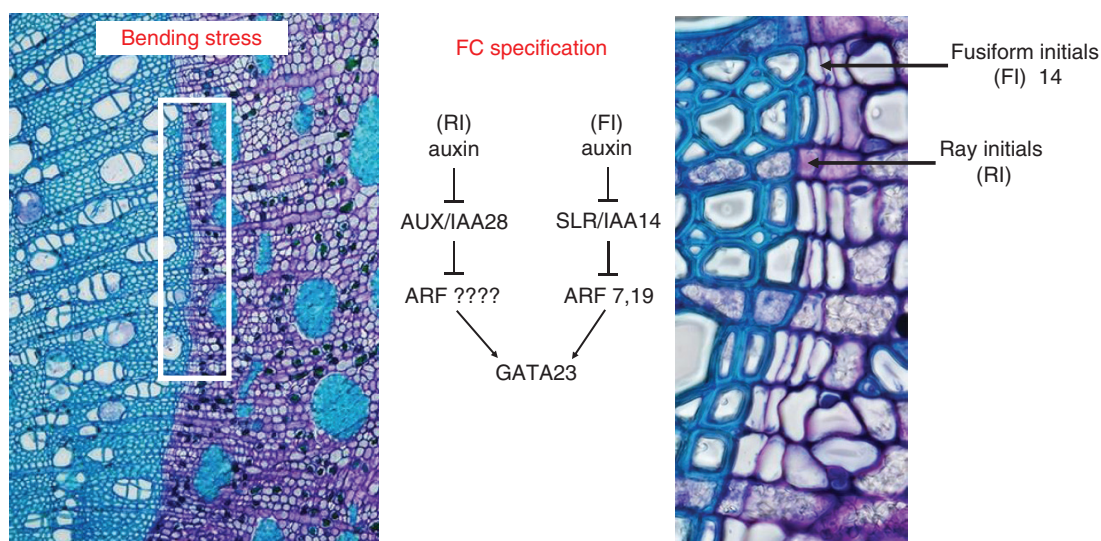 Bending stress
FC specification
(RI)
auxin
AUX/IAA28
ARF ????
(FI)
auxin
SLR/IAA14
ARF 7,19
GATA23
Fusiform initials
(FI) 14
Ray initials
(RI)